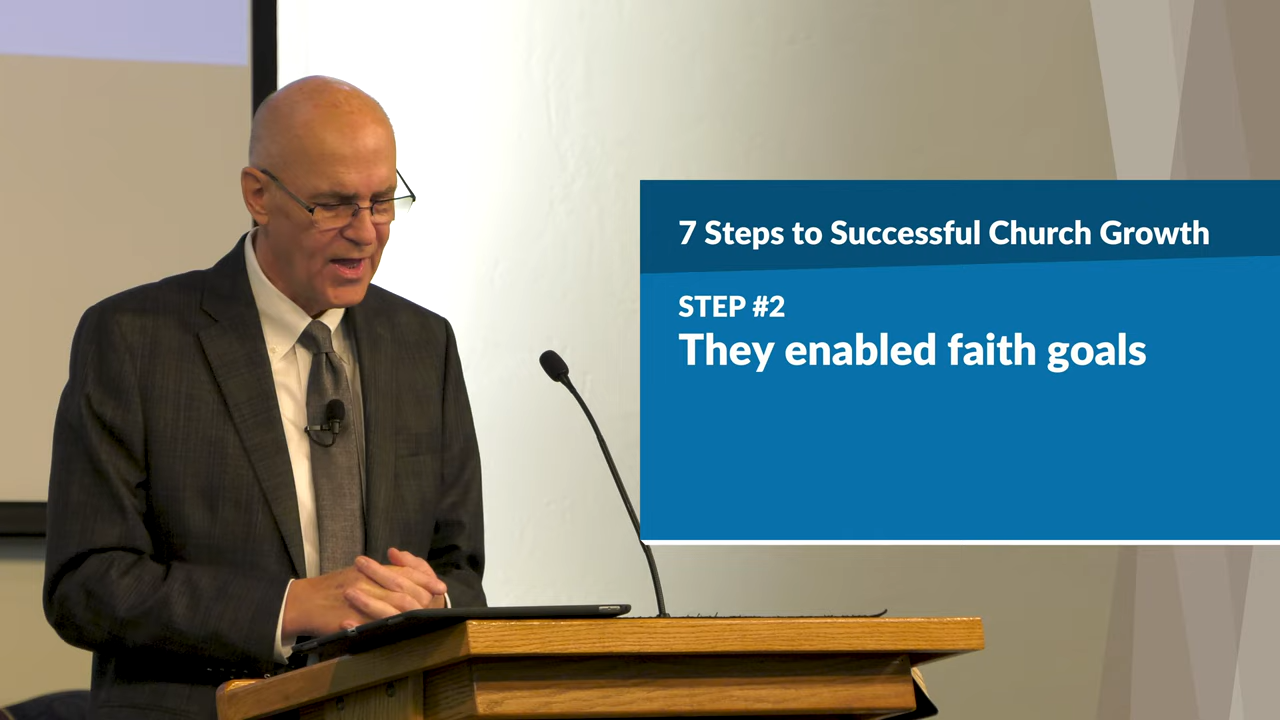 7 Steps to Successful Church Growth
STEP #2
They enabled faith goals